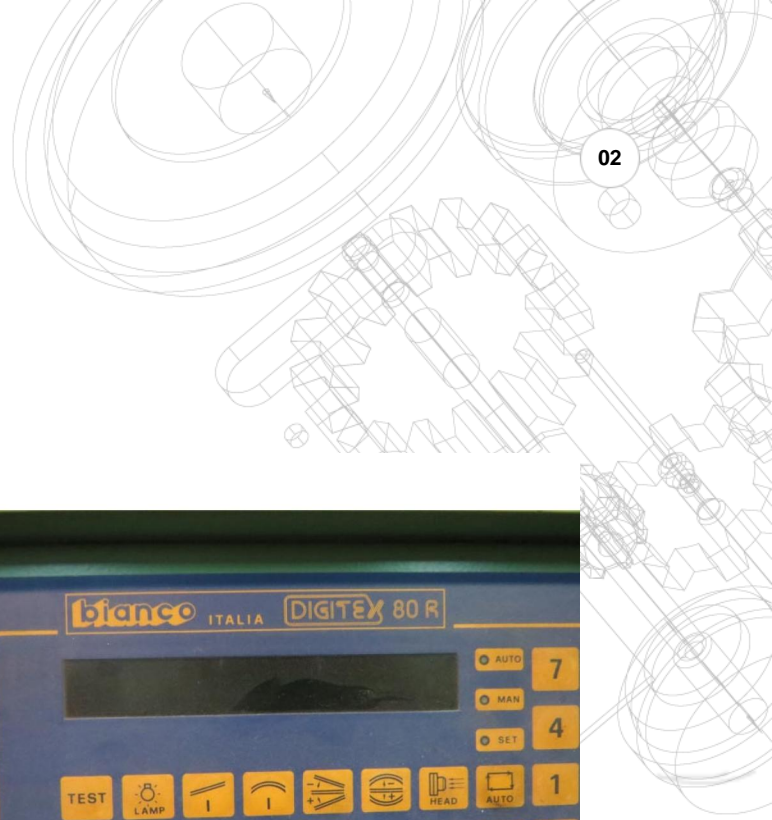 02
bianco ITALIA DIGITEX 80 R
AUTO
7
MAN
4
SET
TEST
LAMP
HEAD
AUTO
1